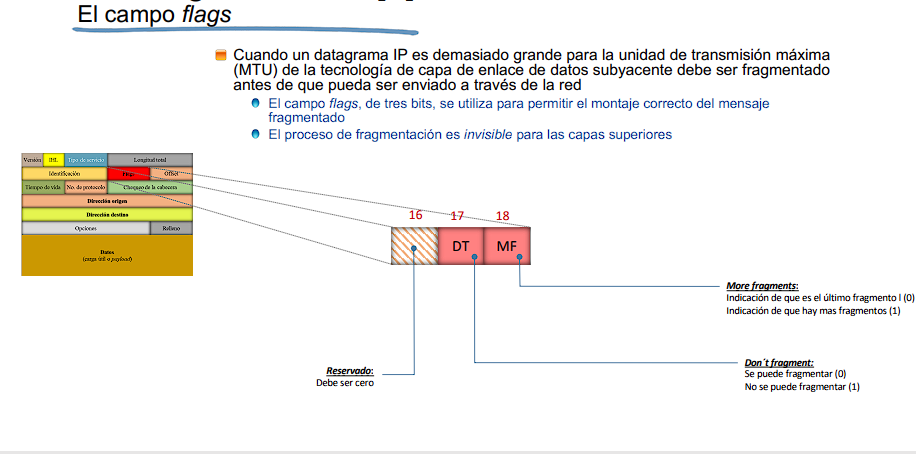 El campo flags
Cuando un datagrama IP es demasiado grande para la unidad de transmisión máxima
(MTU) de la tecnología de capa de enlace de datos subyacente debe ser fragmentado
antes de que pueda ser enviado a través de la red
El campo flags, de tres bits, se utiliza para permitir el montaje correcto del mensaje
fragmentado
El proceso de fragmentación es invisible para las capas superiores
Versión IHL Tipo de servicio Longitud total
Identificación Flags Offset
Tiempo de vida No. de protocolo Chequeo de la cabecera
Dirección origen
Dirección destino
Opciones Relleno
Datos
(carga útil o payload)
16 17 18
DT MF
More fragments:
Indicación de que es el último fragmento l (0)
Indicación de que hay mas fragmentos (1)
Reservado:
Debe ser cero
Don´t fragment:
Se puede fragmentar (0)
No se puede fragmentar (1)